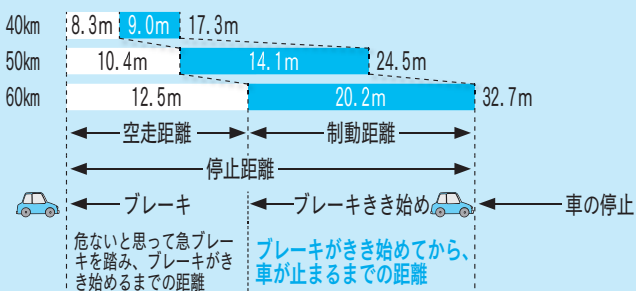 40km 8.3m 9.0m 17.3m
50km 10.4m 14.1m 24.5m
60km 12.5m 20.2m 32.7m
空走距離 制動距離
停止距離
ブレーキ ブレーキきき始め 車の停止
危ないと思って急ブレー
キを踏み、ブレーキがき
き始めるまでの距離
ブレーキがきき始めてから、
車が止まるまでの距離